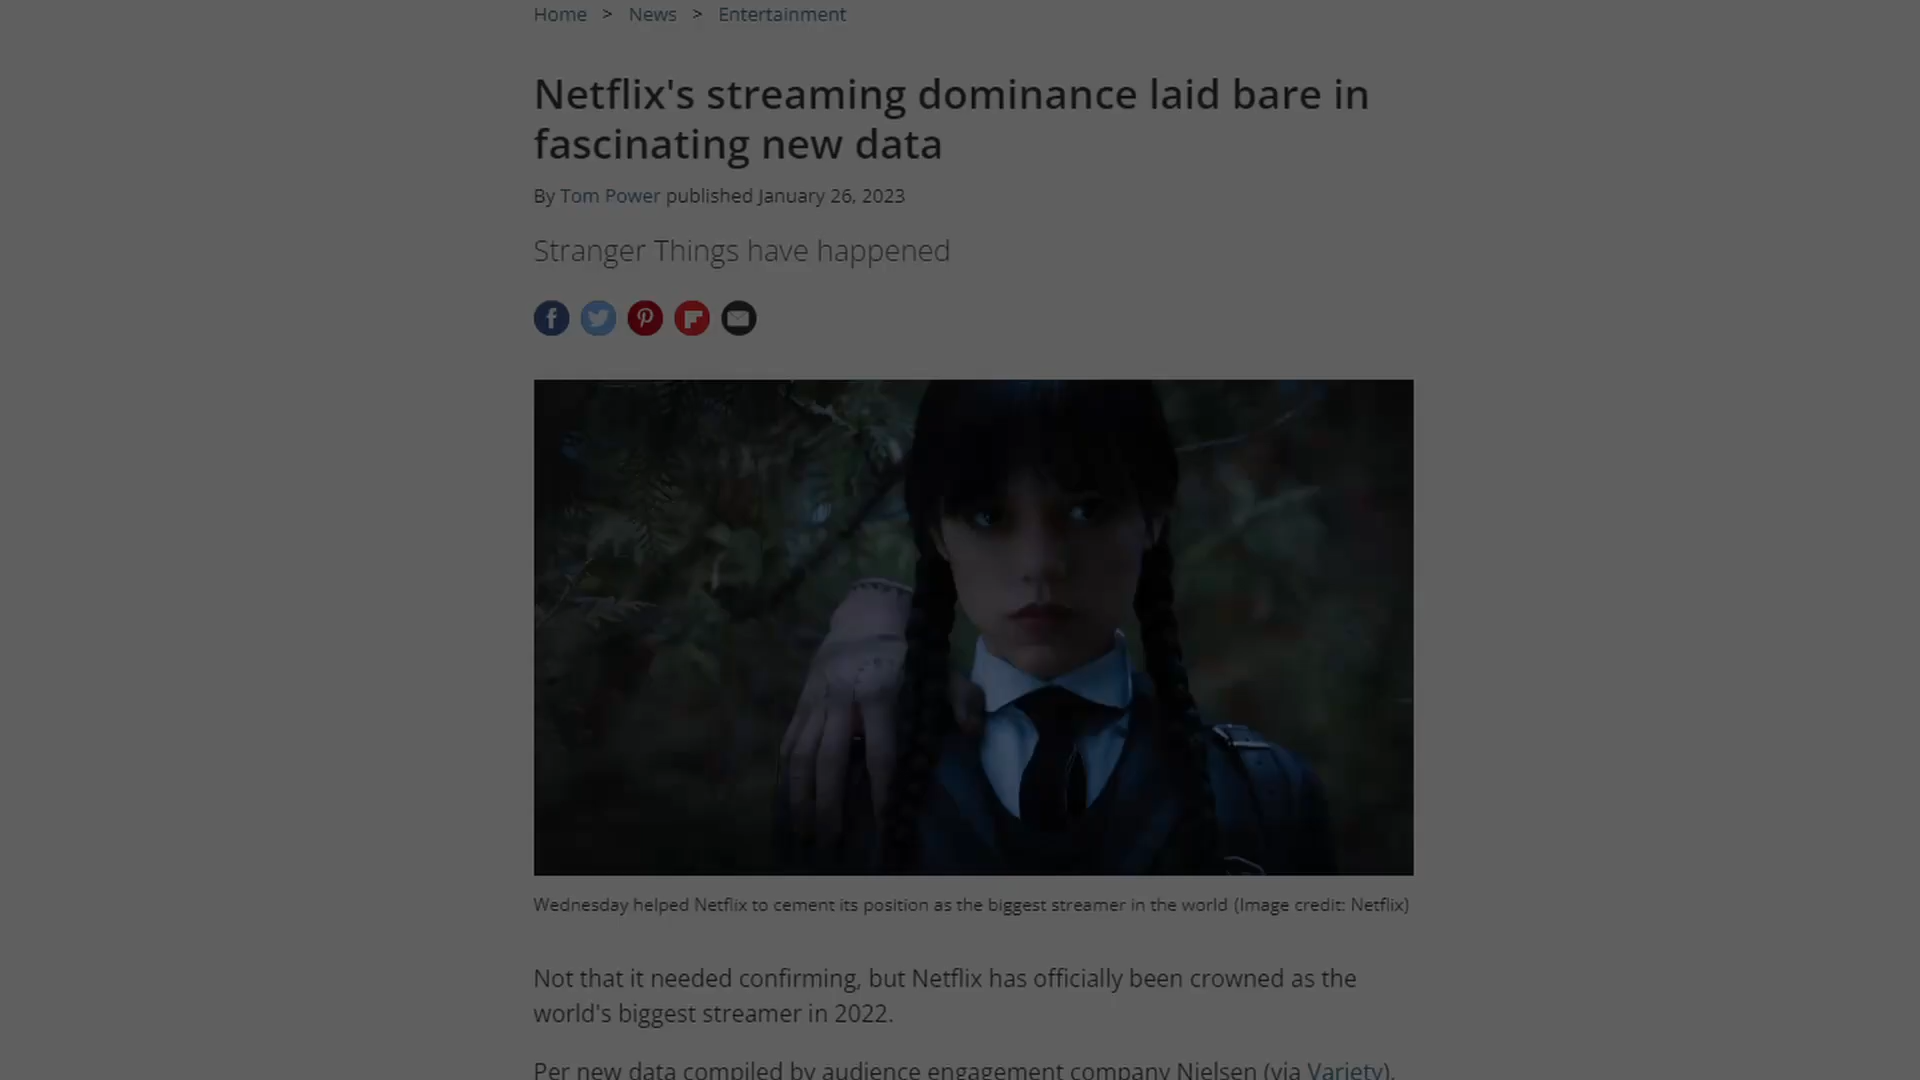 Home > News > Entertainment
Netflix's streaming dominance laid bare in
fascinating new data
By Tom Power published January 26, 2023
Stranger Things have happened
Wednesday helped Netflix to cement its position as the biggest streamer in the world (Image credit: Netflix)
Not that it needed confirming, but Netflix has officially been crowned as the
world's biggest streamer in 2022.
Per new data compiled by audience engagement company Nielsen (via Variety),